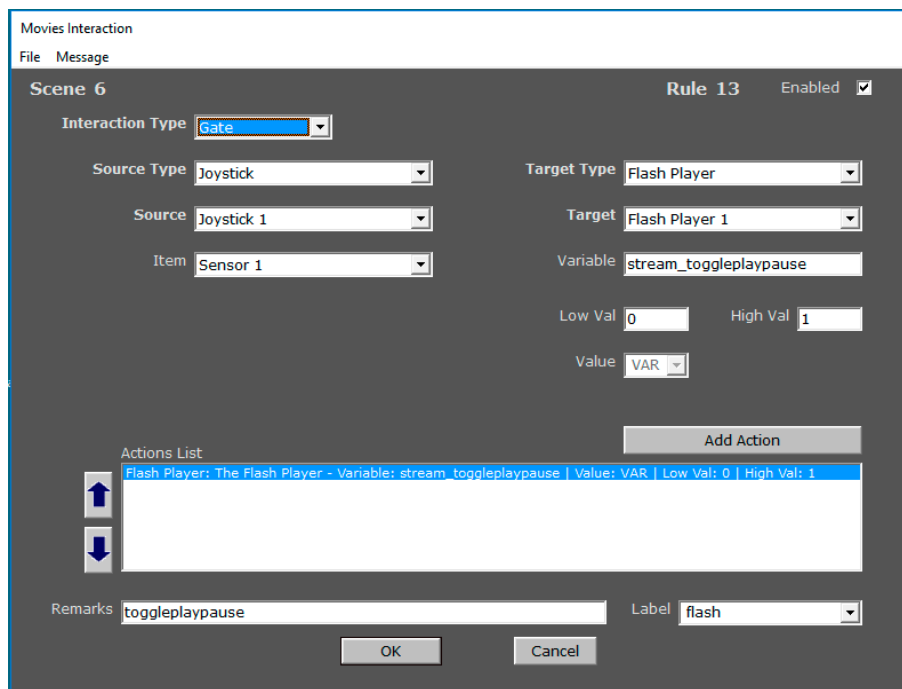 Movies Interaction
File Message
Scene 6 Rule 13 Enabled
Interaction Type Gate
Source Type Joystick Target Type Flash Player
Source Joystick 1 Target Flash Player 1
Item Sensor 1 Variable stream_toggleplaypause
Low Val 0 High Val 1
Value VAR
Add Action
Actions List
Flash Player: The Flash Player - Variable: stream_toggleplaypause | Value: VAR | Low Val: 0 | High Val: 1
Remarks toggleplaypause Label flash
OK Cancel